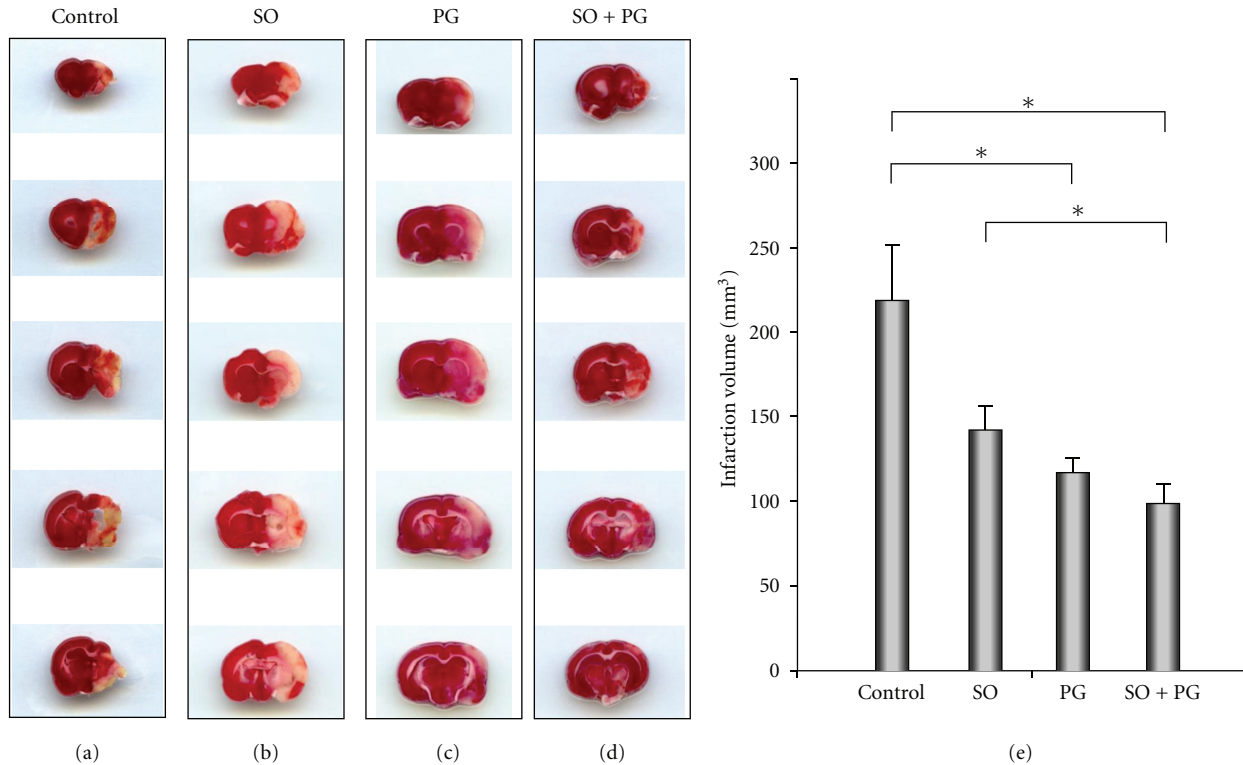 Control
SO
PG
SO + PG
(a)
(b)
(c)
(d)
Infarction volume (mm³)
300
250
200
150
100
50
0
*
*
*
Control
SO
PG
SO + PG
(e)